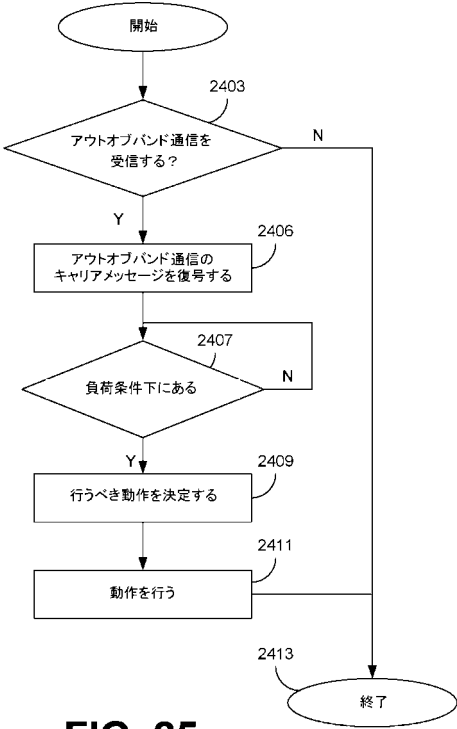 開始
2403
アウトオブバンド通信を
受信する？
N
Y
2406
アウトオブバンド通信の
キャリアメッセージを復号する
2407
負荷条件下にある
N
Y
2409
行うべき動作を決定する
2411
動作を行う
2413
終了
FIG. 25